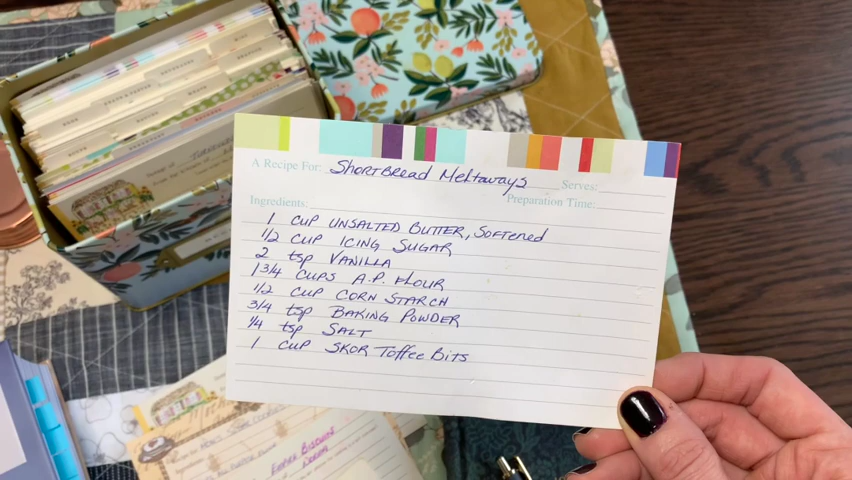 A Recipe For: Shortbread Meltaways Serves:
Preparation Time:
Ingredients:
1 cup UNSALTED BUTTER, Softened
1/2 cup ICING SUGAR
2 tsp VANILLA
1 3/4 cups A.P. FLOUR
1/2 cup CORN STARCH
3/4 tsp BAKING POWDER
1/4 tsp SALT
1 cup SKOR Toffee Bits